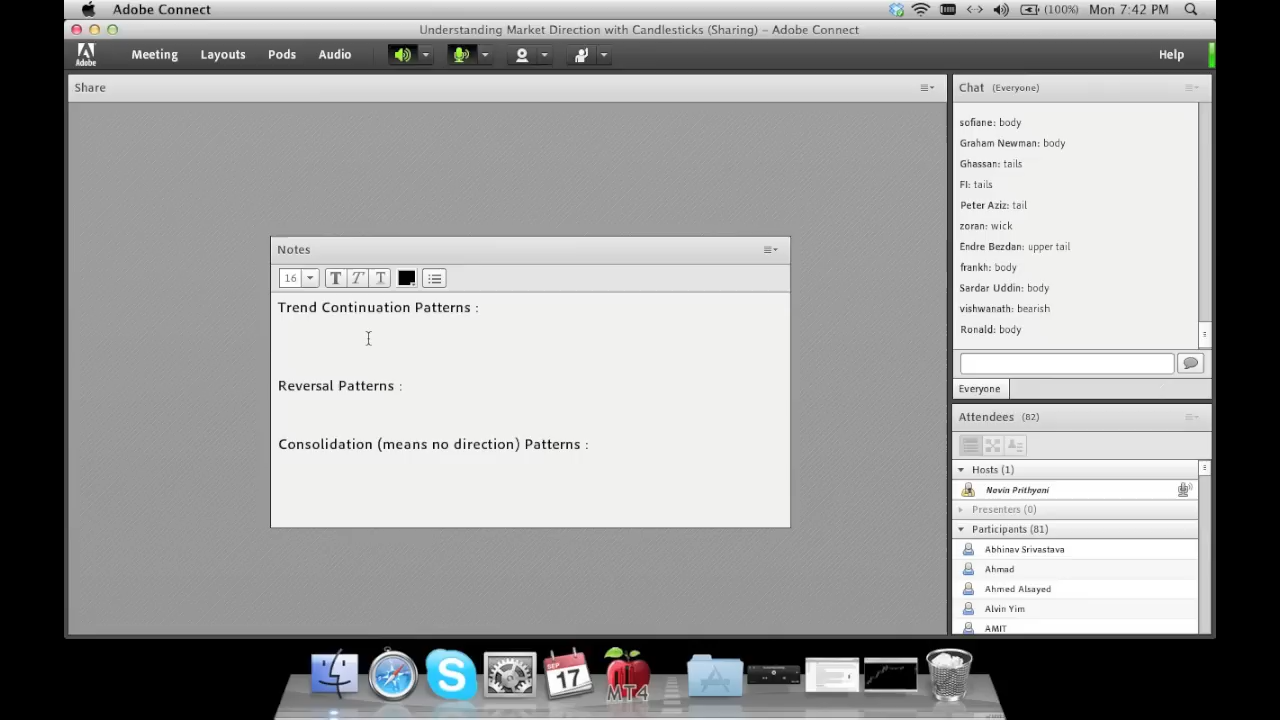 Adobe Connect
(100%) Mon 7:42 PM
Understanding Market Direction with Candlesticks (Sharing) – Adobe Connect
Adobe
Meeting Layouts Pods Audio Help
Share
Chat (Everyone)
sofiane: body
Graham Newman: body
Ghassan: tails
FI: tails
Peter Aziz: tail
zoran: wick
Endre Bezdan: upper tail
frankh: body
Sardar Uddin: body
vishwanath: bearish
Ronald: body
Everyone
Notes
16 T T T
Trend Continuation Patterns :
Reversal Patterns :
Consolidation (means no direction) Patterns :
Attendees (82)
Hosts (1)
Navin Prithyani
Presenters (0)
Participants (81)
Abhinav Srivastava
Ahmad
Ahmed Alsayed
Alvin Yim
AMIT
SEP
17
MT4